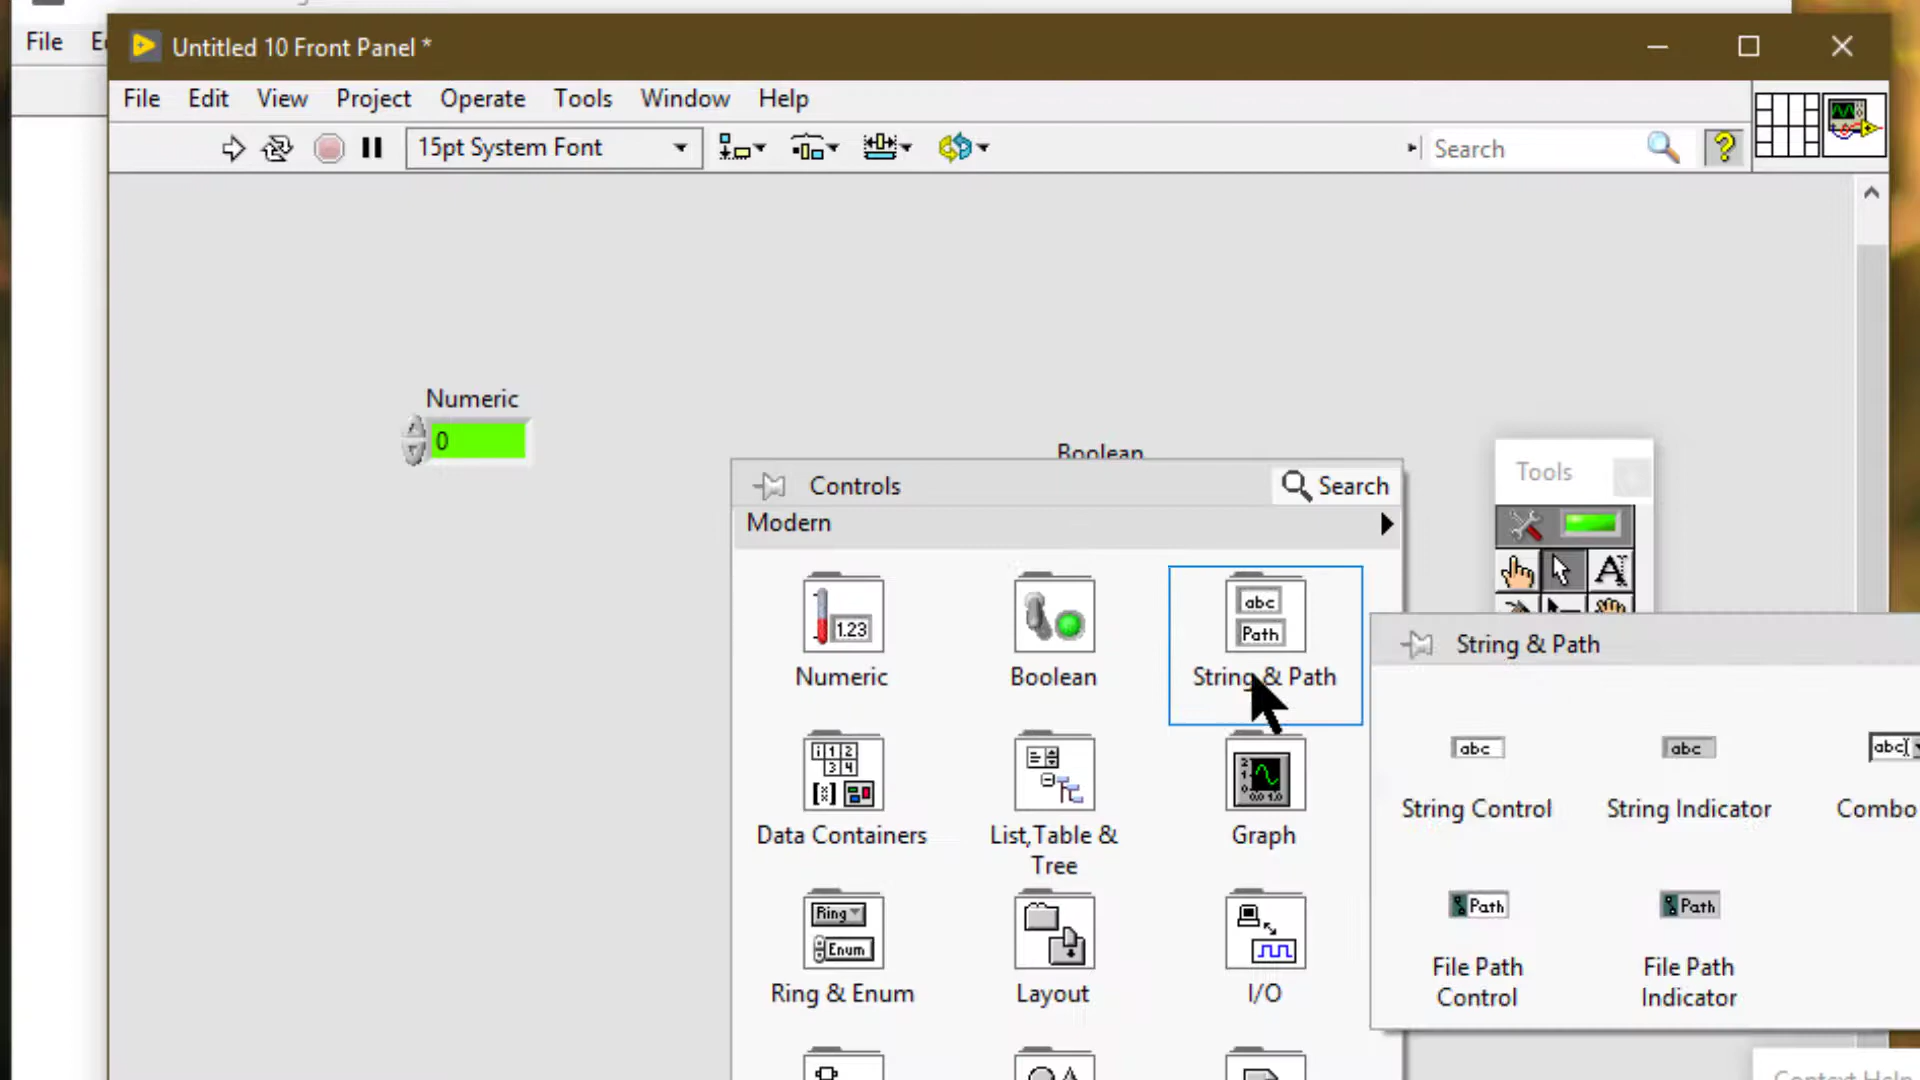 File
Untitled 10 Front Panel *
File Edit View Project Operate Tools Window Help
15pt System Font
Search
Numeric
0
Boolean
Controls
Search
Modern
Tools
1.23
abc
Path
Numeric
Boolean
String & Path
String & Path
abc
abc
abc
String Control
String Indicator
Combo
Data Containers
List, Table &
Tree
Graph
Path
Path
File Path
Control
File Path
Indicator
Ring
Enum
Ring & Enum
Layout
I/O
Context Help